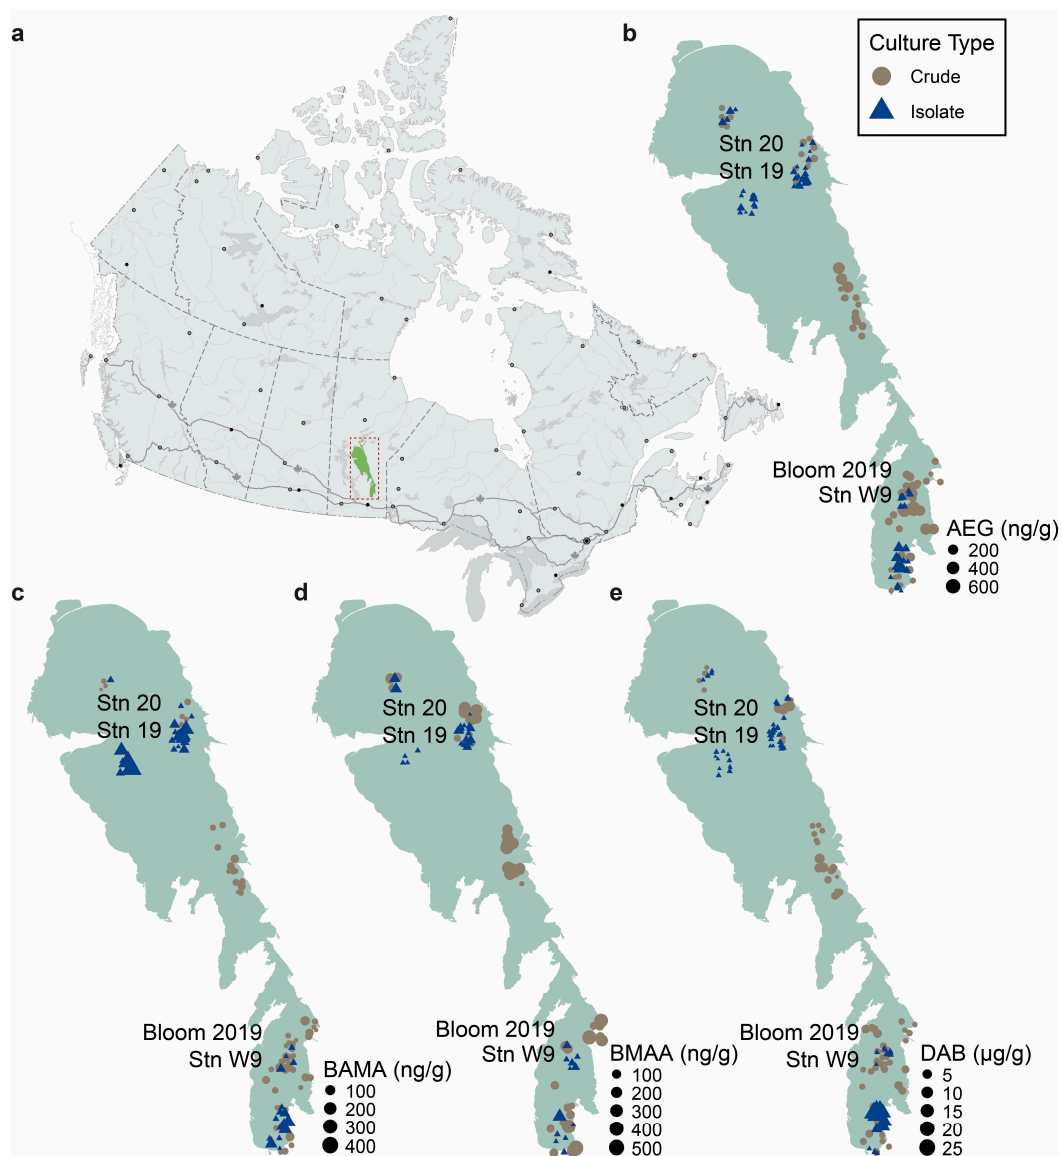 a
b
Culture Type
Crude
Isolate
Stn 20
Stn 19
Bloom 2019
Stn W9
AEG (ng/g)
200
400
600
c
Stn 20
Stn 19
Bloom 2019
Stn W9
BAMA (ng/g)
100
200
300
400
d
Stn 20
Stn 19
Bloom 2019
Stn W9
BMAA (ng/g)
100
200
300
400
500
e
Stn 20
Stn 19
Bloom 2019
Stn W9
DAB (µg/g)
5
10
15
20
25